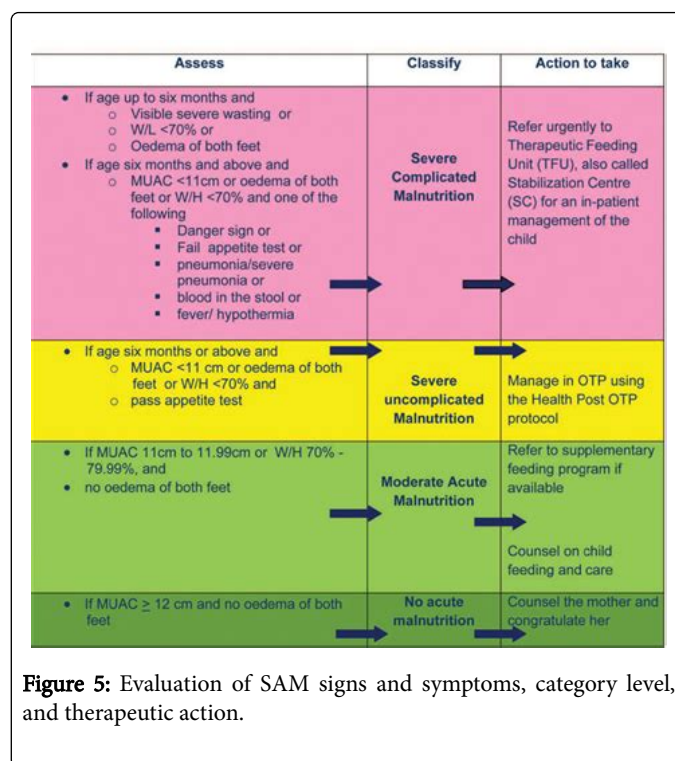 Assess Classify Action to take
• If age up to six months and
o Visible severe wasting or
o W/L <70% or
o Oedema of both feet
• If age six months and above and
o MUAC <11cm or oedema of both
feet or W/H <70% and one of the
following
▪ Danger sign or
▪ Fail appetite test or
▪ pneumonia/severe
pneumonia or
▪ blood in the stool or
▪ fever/ hypothermia
Severe
Complicated
Malnutrition
Refer urgently to
Therapeutic Feeding
Unit (TFU), also called
Stabilization Centre
(SC) for an in-patient
management of the
child
• If age six months or above and
o MUAC <11 cm or oedema of both
feet or W/H <70% and
o pass appetite test
Severe
uncomplicated
Malnutrition
Manage in OTP using
the Health Post OTP
protocol
• If MUAC 11cm to 11.99cm or W/H 70% -
79.99%, and
• no oedema of both feet
Moderate Acute
Malnutrition
Refer to supplementary
feeding program if
available
Counsel on child
feeding and care
• If MUAC ≥ 12 cm and no oedema of both
feet
No acute
malnutrition
Counsel the mother and
congratulate her
Figure 5: Evaluation of SAM signs and symptoms, category level,
and therapeutic action.